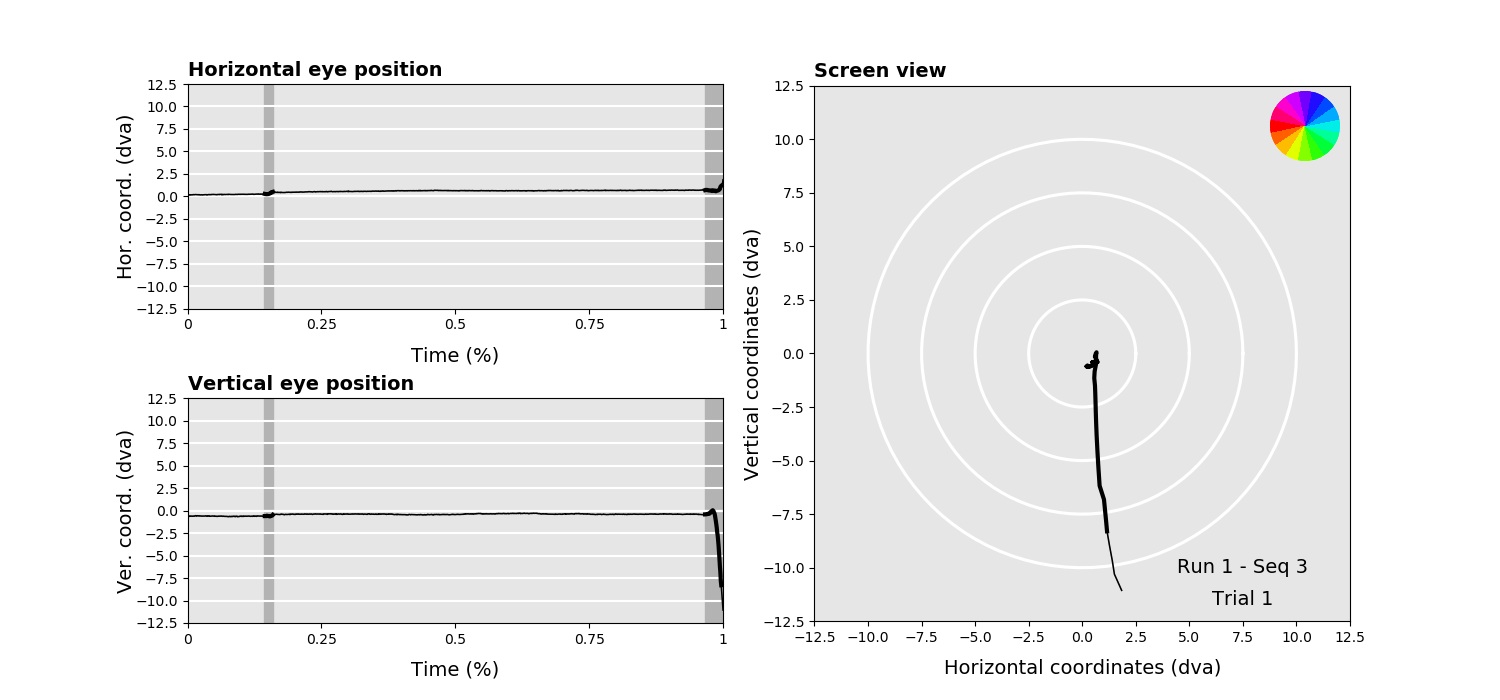 Horizontal eye position
12.5
10.0
7.5
5.0
2.5
0.0
−2.5
−5.0
−7.5
−10.0
−12.5
Hor. coord. (dva)
0 0.25 0.5 0.75 1
Time (%)
Vertical eye position
12.5
10.0
7.5
5.0
2.5
0.0
−2.5
−5.0
−7.5
−10.0
−12.5
Ver. coord. (dva)
0 0.25 0.5 0.75 1
Time (%)
Screen view
12.5
10.0
7.5
5.0
2.5
0.0
−2.5
−5.0
−7.5
−10.0
−12.5
Vertical coordinates (dva)
Run 1 - Seq 3
Trial 1
−12.5 −10.0 −7.5 −5.0 −2.5 0.0 2.5 5.0 7.5 10.0 12.5
Horizontal coordinates (dva)